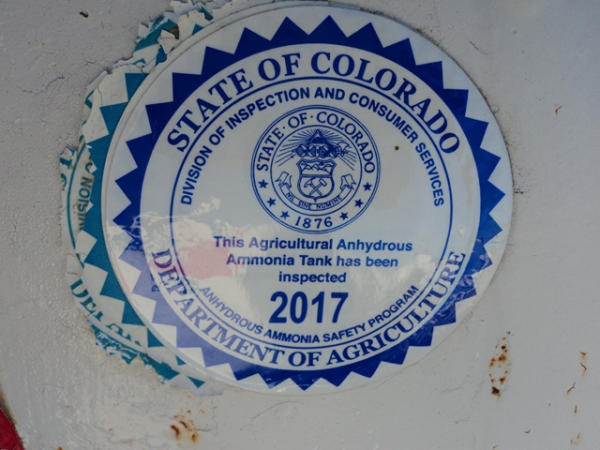 STATE OF COLORADO
DIVISION OF INSPECTION AND CONSUMER SERVICES
STATE·OF·COLORADO
NIL SINE NUMINE
1876
This Agricultural Anhydrous
Ammonia Tank has been
inspected
2017
ANHYDROUS AMMONIA SAFETY PROGRAM
DEPARTMENT OF AGRICULTURE